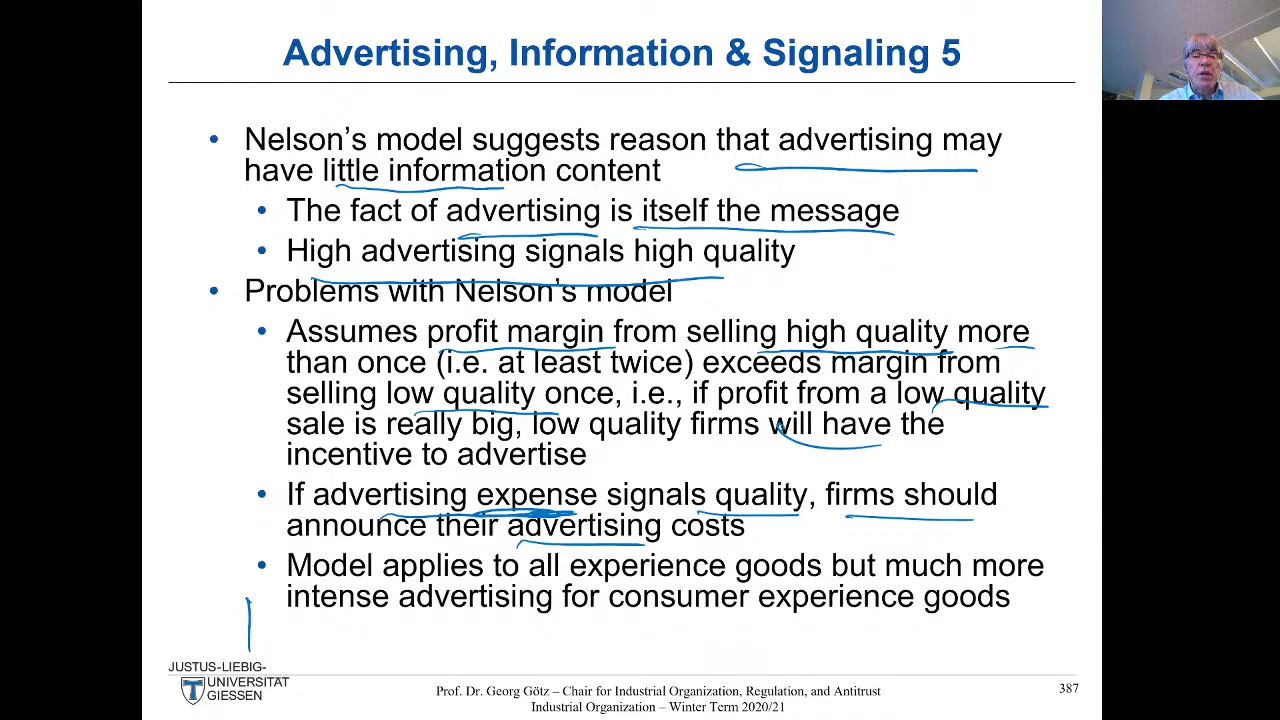 Advertising, Information & Signaling 5
• Nelson's model suggests reason that advertising may
have little information content
• The fact of advertising is itself the message
• High advertising signals high quality
• Problems with Nelson's model
• Assumes profit margin from selling high quality more
than once (i.e. at least twice) exceeds margin from
selling low quality once, i.e., if profit from a low quality
sale is really big, low quality firms will have the
incentive to advertise
• If advertising expense signals quality, firms should
announce their advertising costs
• Model applies to all experience goods but much more
intense advertising for consumer experience goods
JUSTUS-LIEBIG-
UNIVERSITÄT
GIESSEN
Prof. Dr. Georg Götz – Chair for Industrial Organization, Regulation, and Antitrust
Industrial Organization – Winter Term 2020/21
387